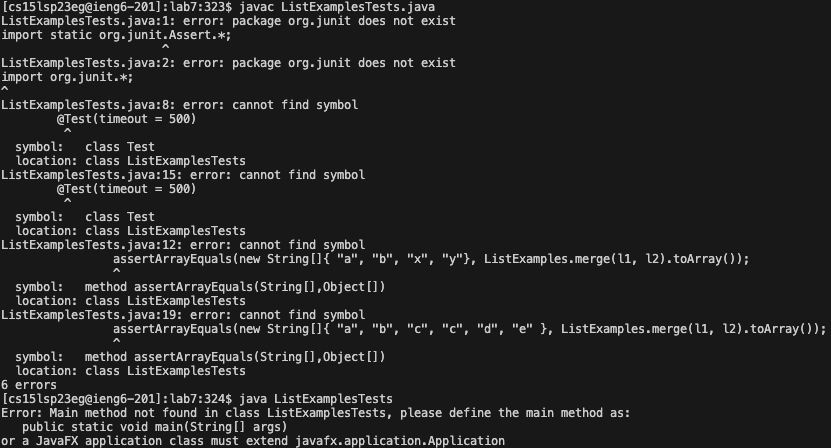 [cs15lsp23eg@ieng6-201]:lab7:323$ javac ListExamplesTests.java
ListExamplesTests.java:1: error: package org.junit does not exist
import static org.junit.Assert.*;
                       ^
ListExamplesTests.java:2: error: package org.junit does not exist
import org.junit.*;
^
ListExamplesTests.java:8: error: cannot find symbol
        @Test(timeout = 500)
         ^
  symbol:   class Test
  location: class ListExamplesTests
ListExamplesTests.java:15: error: cannot find symbol
        @Test(timeout = 500)
         ^
  symbol:   class Test
  location: class ListExamplesTests
ListExamplesTests.java:12: error: cannot find symbol
                assertArrayEquals(new String[]{ "a", "b", "x", "y"}, ListExamples.merge(l1, l2).toArray());
                ^
  symbol:   method assertArrayEquals(String[],Object[])
  location: class ListExamplesTests
ListExamplesTests.java:19: error: cannot find symbol
                assertArrayEquals(new String[]{ "a", "b", "c", "c", "d", "e" }, ListExamples.merge(l1, l2).toArray());
                ^
  symbol:   method assertArrayEquals(String[],Object[])
  location: class ListExamplesTests
6 errors
[cs15lsp23eg@ieng6-201]:lab7:324$ java ListExamplesTests
Error: Main method not found in class ListExamplesTests, please define the main method as:
   public static void main(String[] args)
or a JavaFX application class must extend javafx.application.Application